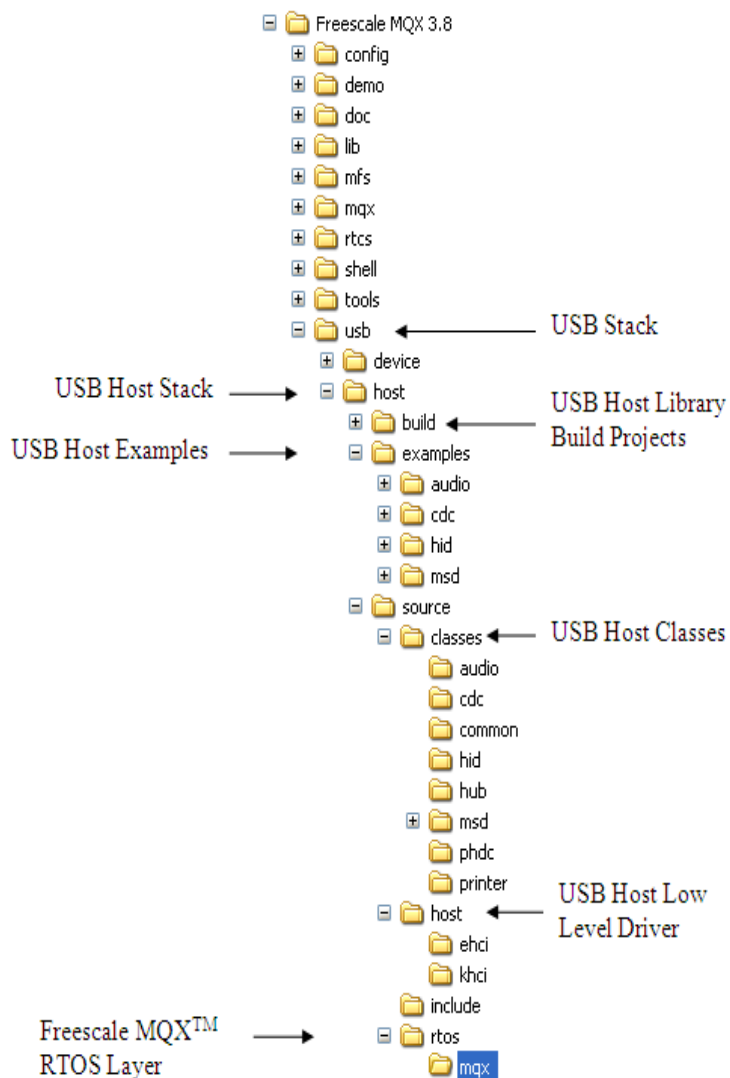 Freescale MQX 3.8
config
demo
doc
lib
mfs
mqx
rtcs
shell
tools
usb
USB Stack
device
USB Host Stack
host
build
USB Host Library
Build Projects
USB Host Examples
examples
audio
cdc
hid
msd
source
classes
USB Host Classes
audio
cdc
common
hid
hub
msd
phdc
printer
host
USB Host Low
Level Driver
ehci
khci
include
Freescale MQX™
RTOS Layer
rtos
mqx